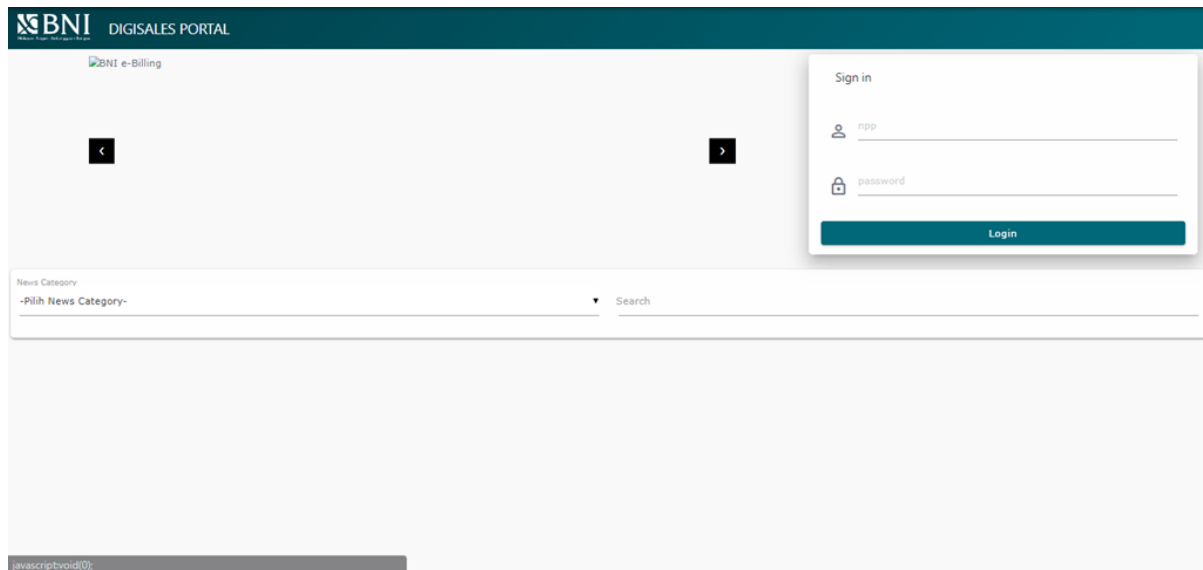 BNI DIGISALES PORTAL
BNI e-Billing
Sign in
npp
password
Login
News Category
-Pilih News Category-
Search
javascript:void(0);